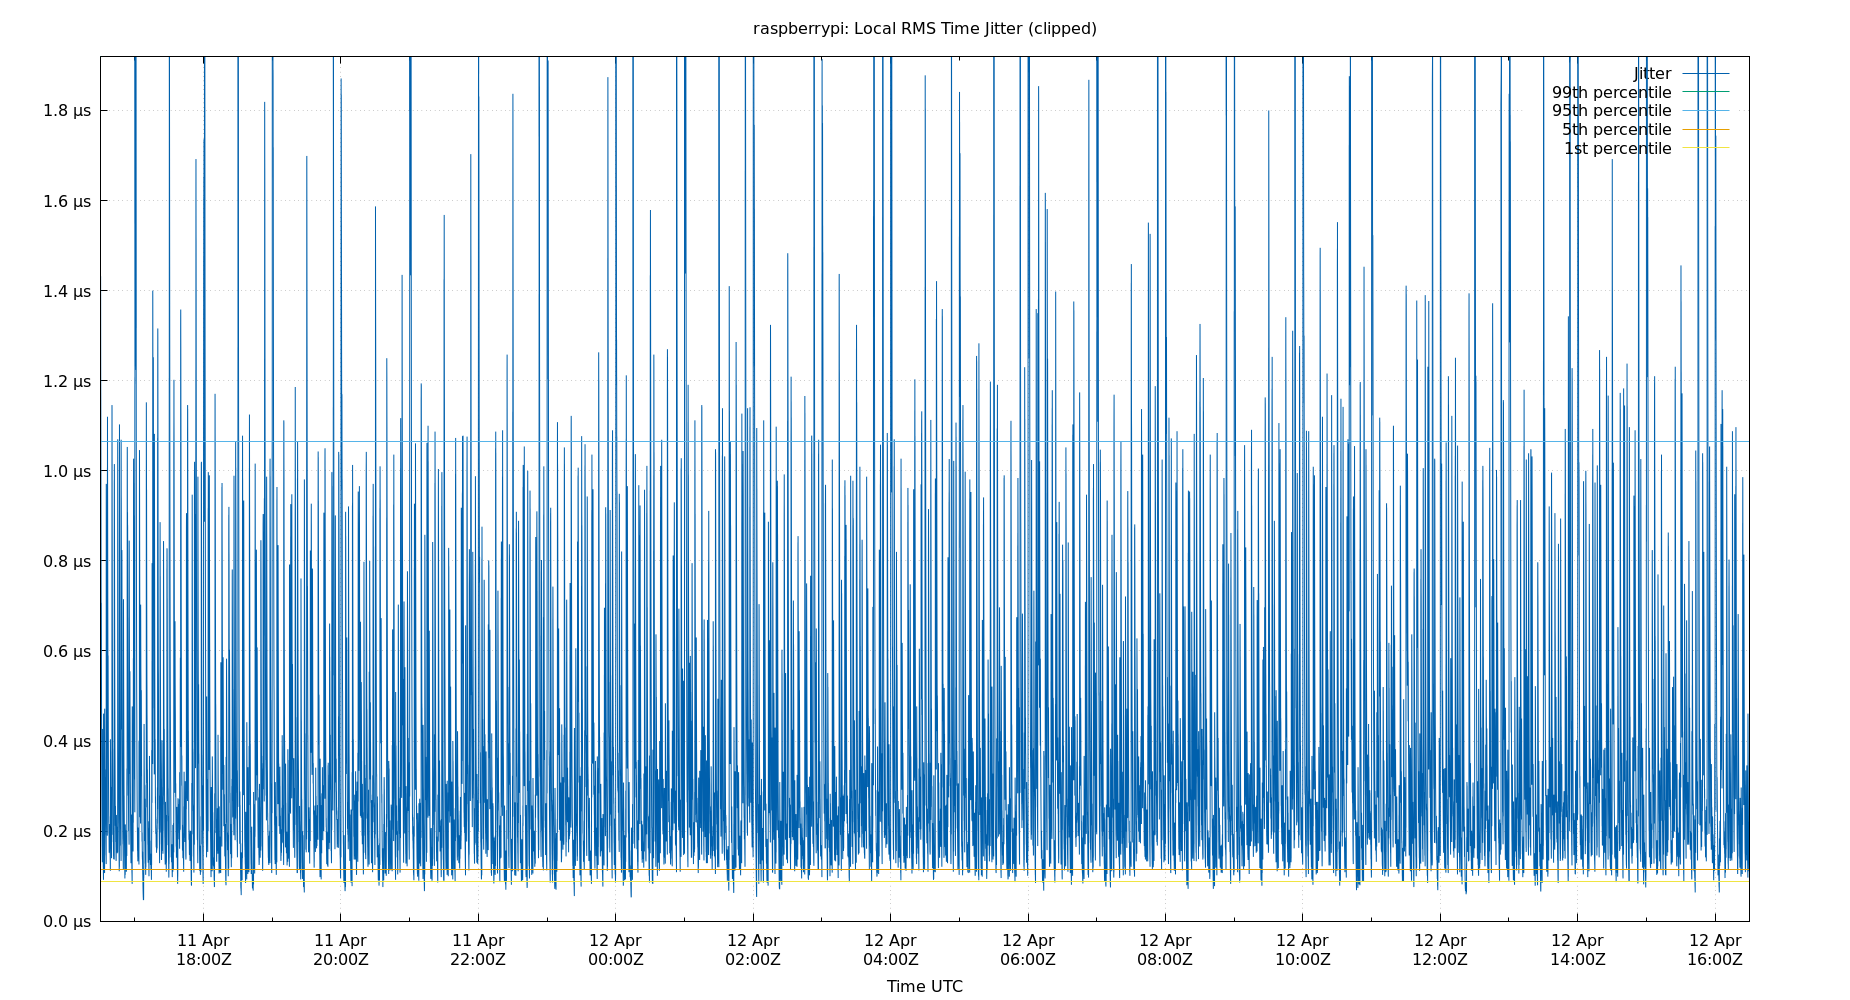 raspberrypi: Local RMS Time Jitter (clipped)
Jitter
99th percentile
95th percentile
5th percentile
1st percentile
1.8 µs
1.6 µs
1.4 µs
1.2 µs
1.0 µs
0.8 µs
0.6 µs
0.4 µs
0.2 µs
0.0 µs
11 Apr 11 Apr 11 Apr 12 Apr 12 Apr 12 Apr 12 Apr 12 Apr 12 Apr 12 Apr 12 Apr 12 Apr
18:00Z 20:00Z 22:00Z 00:00Z 02:00Z 04:00Z 06:00Z 08:00Z 10:00Z 12:00Z 14:00Z 16:00Z
Time UTC